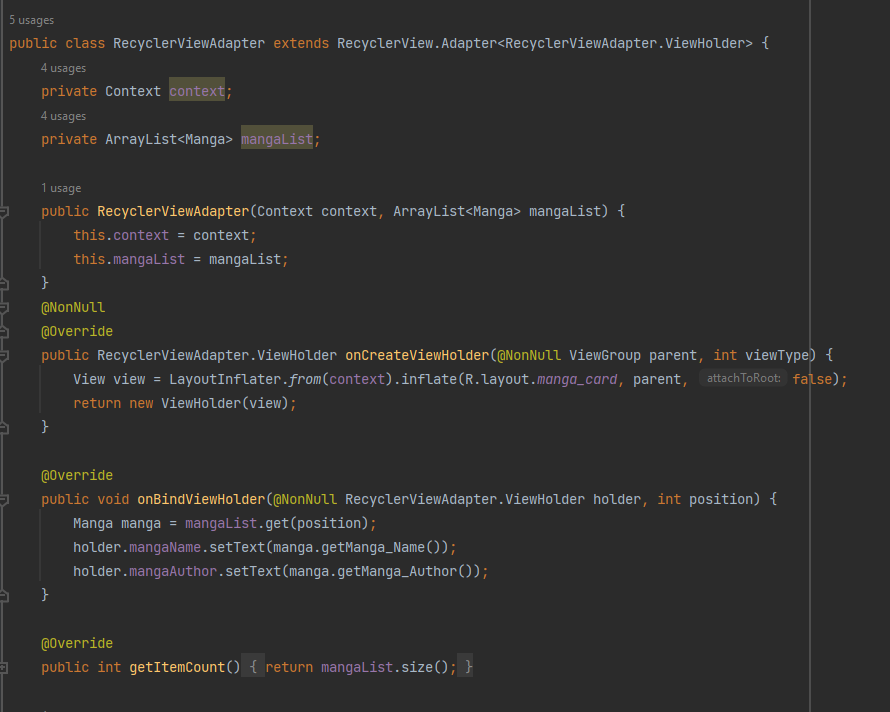 5 usages
public class RecyclerViewAdapter extends RecyclerView.Adapter<RecyclerViewAdapter.ViewHolder> {
4 usages
private Context context;
4 usages
private ArrayList<Manga> mangaList;
1 usage
public RecyclerViewAdapter(Context context, ArrayList<Manga> mangaList) {
this.context = context;
this.mangaList = mangaList;
}
@NonNull
@Override
public RecyclerViewAdapter.ViewHolder onCreateViewHolder(@NonNull ViewGroup parent, int viewType) {
View view = LayoutInflater.from(context).inflate(R.layout.manga_card, parent, attachToRoot: false);
return new ViewHolder(view);
}
@Override
public void onBindViewHolder(@NonNull RecyclerViewAdapter.ViewHolder holder, int position) {
Manga manga = mangaList.get(position);
holder.mangaName.setText(manga.getManga_Name());
holder.mangaAuthor.setText(manga.getManga_Author());
}
@Override
public int getItemCount() { return mangaList.size(); }